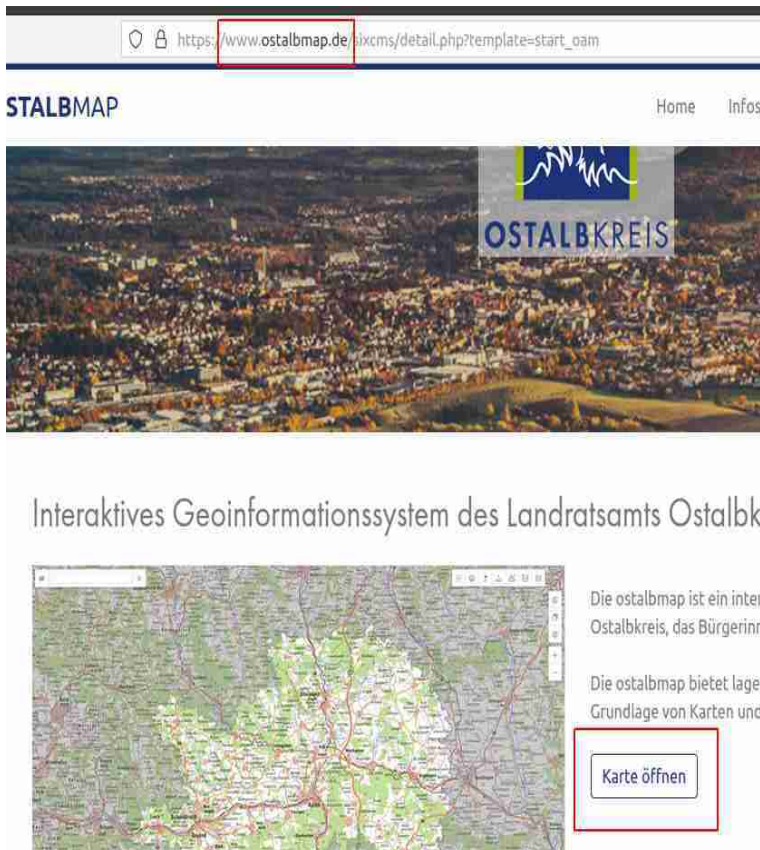 https://www.ostalbmap.de/sixcms/detail.php?template=start_oam
STALBMAP
Home Infos
OSTALBKREIS
Interaktives Geoinformationssystem des Landratsamts Ostalbk
Die ostalbmap ist ein inter
Ostalbkreis, das Bürgerinn
Die ostalbmap bietet lage
Grundlage von Karten und
Karte öffnen